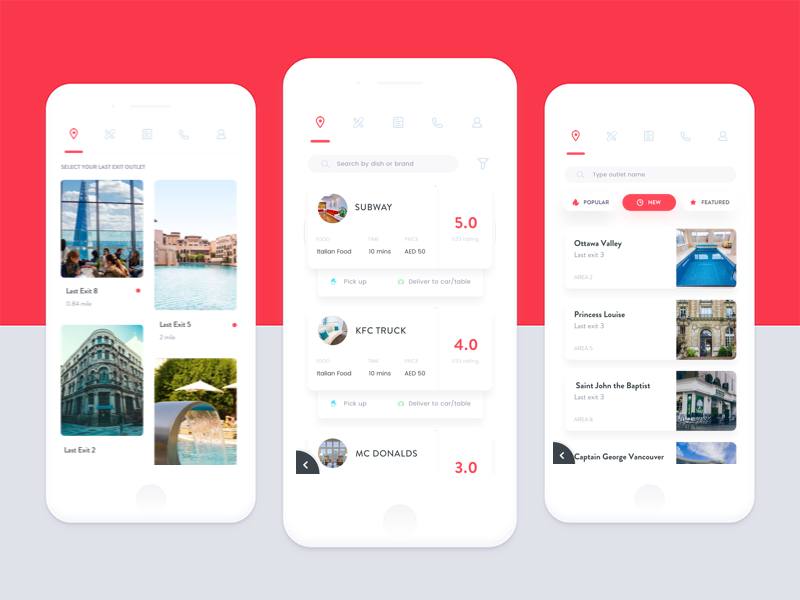 SELECT YOUR LAST EXIT OUTLET
Last Exit 8
0.84 mile
Last Exit 5
2 mile
Last Exit 2
Search by dish or brand
SUBWAY
5.0
FOOD TIME PRICE
Italian Food 10 mins AED 50
Pick up Deliver to car/table
KFC TRUCK
4.0
FOOD TIME PRICE
Italian Food 10 mins AED 50
Pick up Deliver to car/table
MC DONALDS
3.0
Type outlet name
POPULAR NEW FEATURED
Ottawa Valley
Last exit 3
AREA 2
Princess Louise
Last exit 3
AREA 5
Saint John the Baptist
Last exit 3
AREA 8
Captain George Vancouver